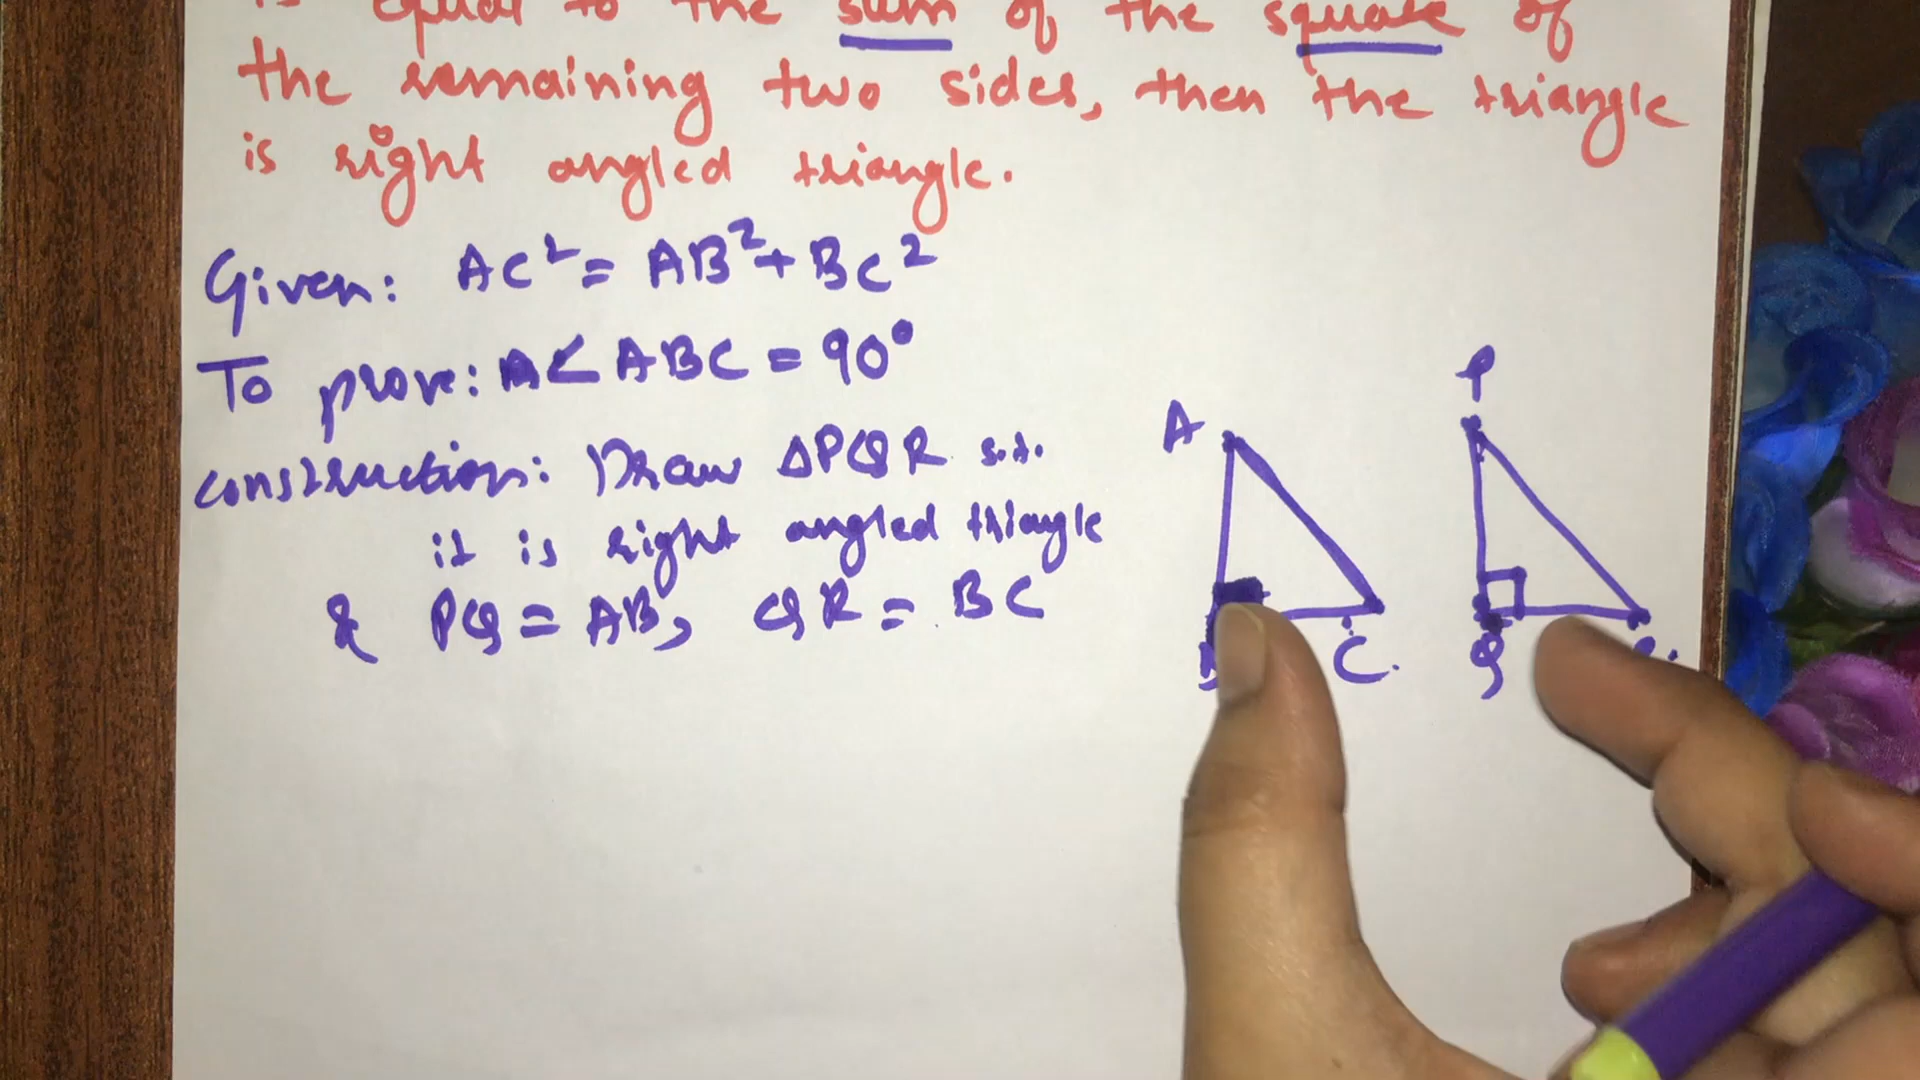 is equal to the sum of the square of
the remaining two sides, then the triangle
is right angled triangle.
Given: AC² = AB² + BC²
To prove: ∠ABC = 90°
construction: Draw ΔPQR s.t.
it is right angled triangle
& PQ = AB, QR = BC
A
P
C
Q